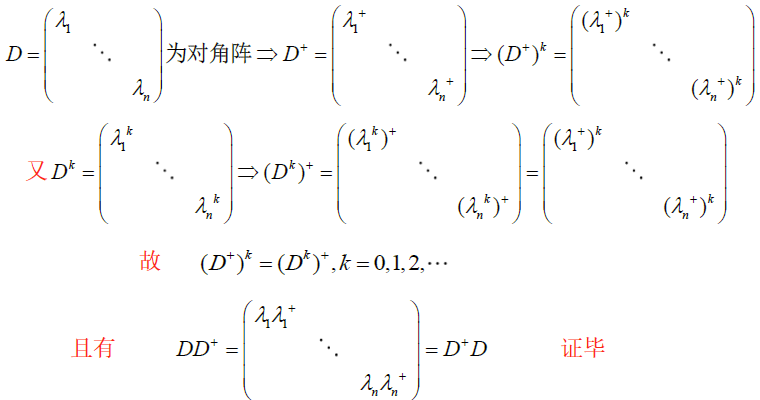 $D = \begin{pmatrix} \lambda_1 & & \\ & \ddots & \\ & & \lambda_n \end{pmatrix}$ 为对角阵 $\Rightarrow D^+ = \begin{pmatrix} \lambda_1^+ & & \\ & \ddots & \\ & & \lambda_n^+ \end{pmatrix} \Rightarrow (D^+)^k = \begin{pmatrix} (\lambda_1^+)^k & & \\ & \ddots & \\ & & (\lambda_n^+)^k \end{pmatrix}$
又 $D^k = \begin{pmatrix} \lambda_1^k & & \\ & \ddots & \\ & & \lambda_n^k \end{pmatrix} \Rightarrow (D^k)^+ = \begin{pmatrix} (\lambda_1^k)^+ & & \\ & \ddots & \\ & & (\lambda_n^k)^+ \end{pmatrix} = \begin{pmatrix} (\lambda_1^+)^k & & \\ & \ddots & \\ & & (\lambda_n^+)^k \end{pmatrix}$
故 $(D^+)^k = (D^k)^+, k = 0,1,2,\cdots$
且有 $DD^+ = \begin{pmatrix} \lambda_1\lambda_1^+ & & \\ & \ddots & \\ & & \lambda_n\lambda_n^+ \end{pmatrix} = D^+D$ 证毕